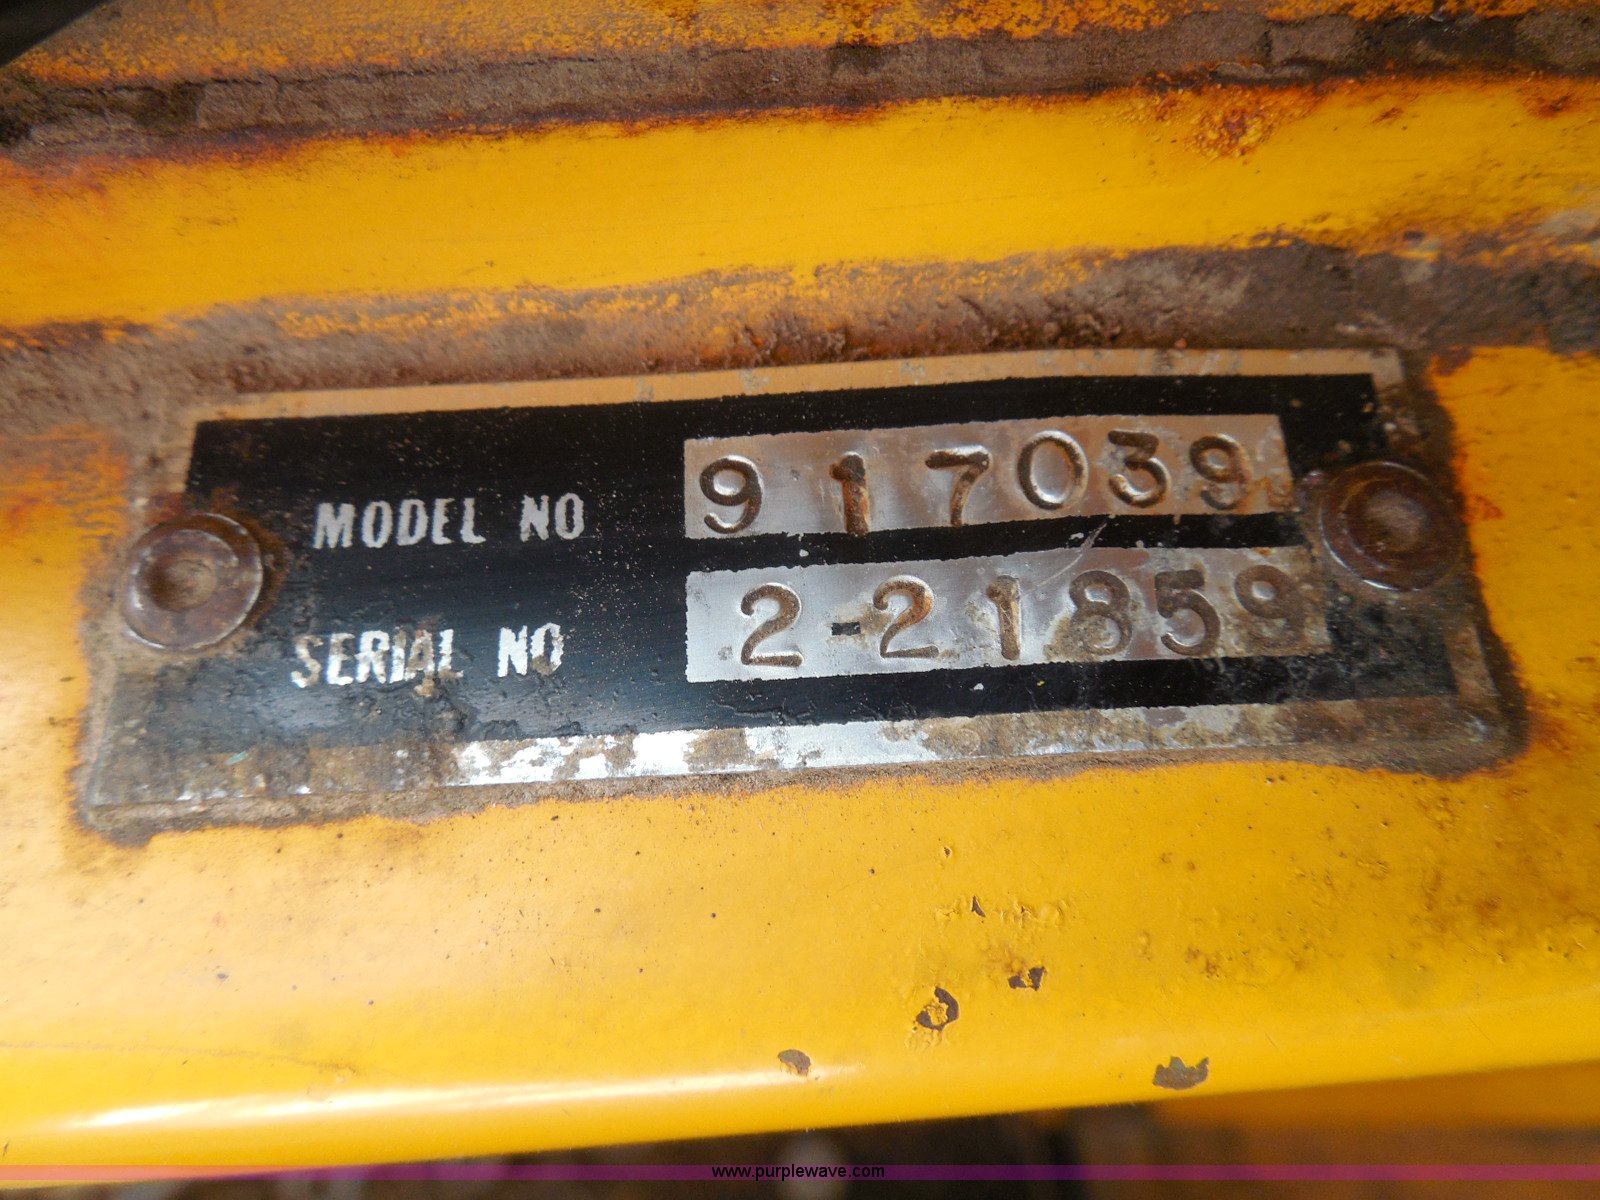 MODEL NO 917039
SERIAL NO 2-21859
www.purplewave.com